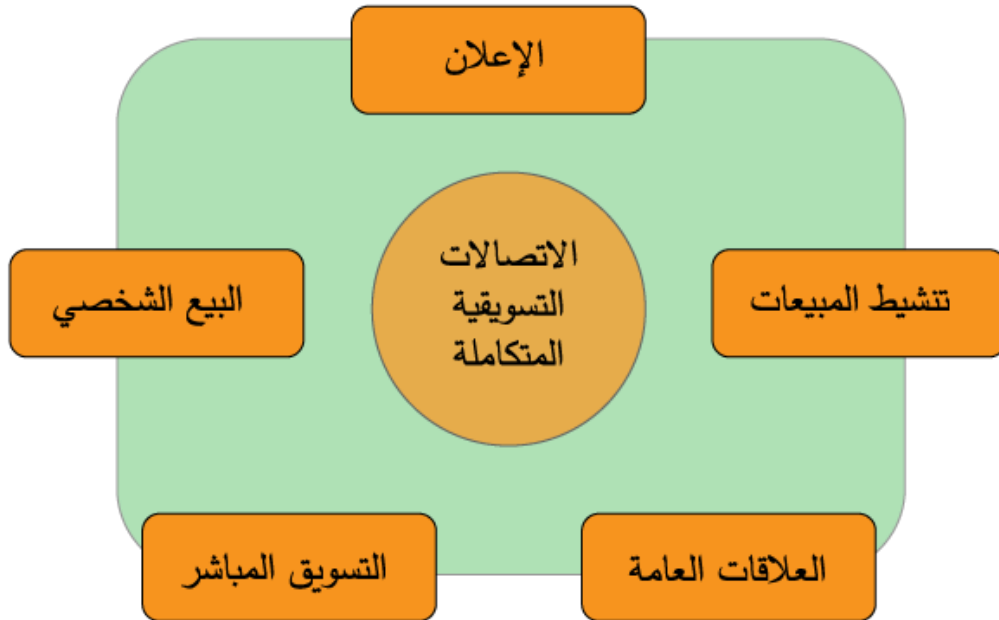 الإعلان
الاتصالات
التسويقية
المتكاملة
تنشيط المبيعات
البيع الشخصي
العلاقات العامة
التسويق المباشر